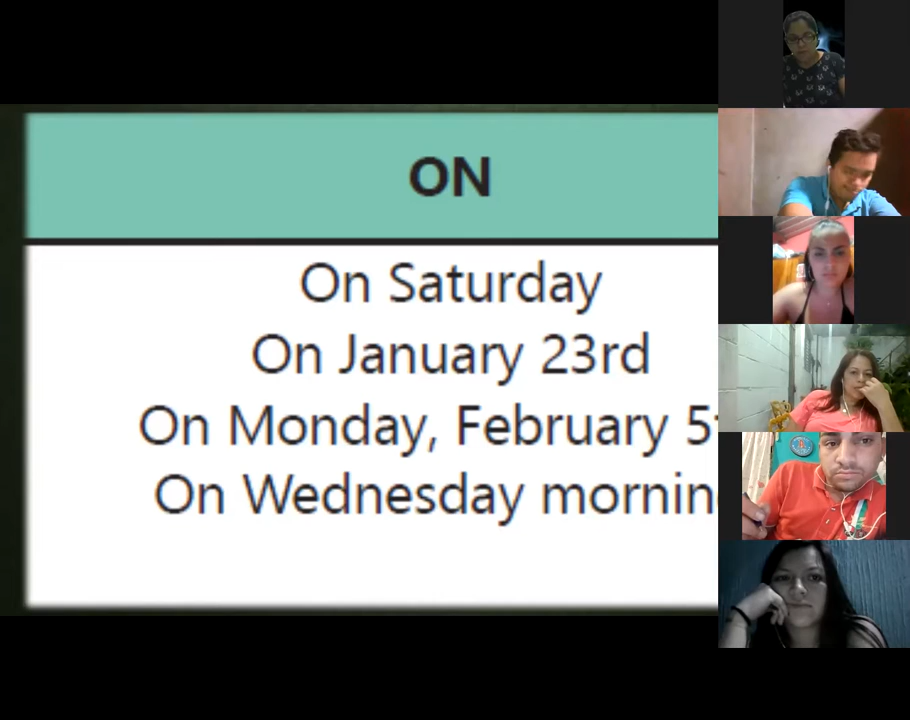 ON
On Saturday
On January 23rd
On Monday, February 5
On Wednesday mornin